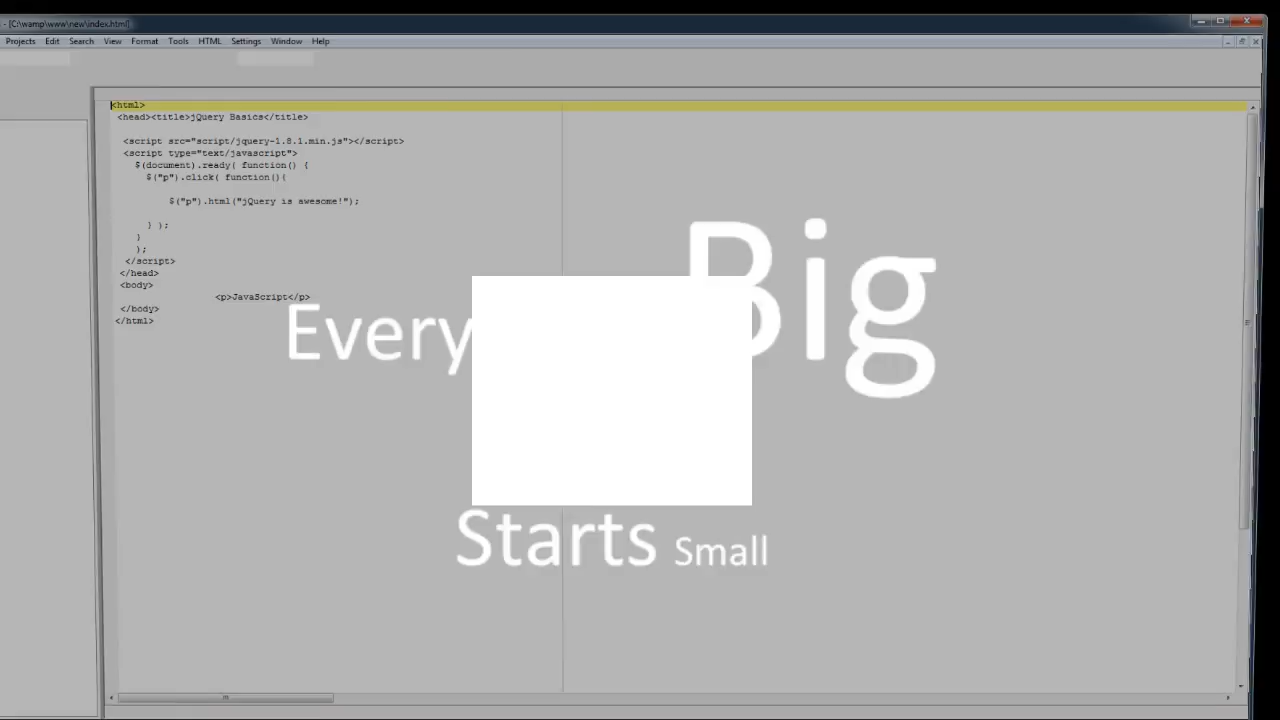 - [C:\wamp\www\new\index.html]
Projects Edit Search View Format Tools HTML Settings Window Help
<html>
<head><title>jQuery Basics</title>
<script src="script/jquery-1.8.1.min.js"></script>
<script type="text/javascript">
$(document).ready( function() {
$("p").click( function(){
$("p").html("jQuery is awesome!");
} );
}
);
</script>
</head>
<body>
<p>JavaScript</p>
</body>
</html>
Every Big
Starts Small